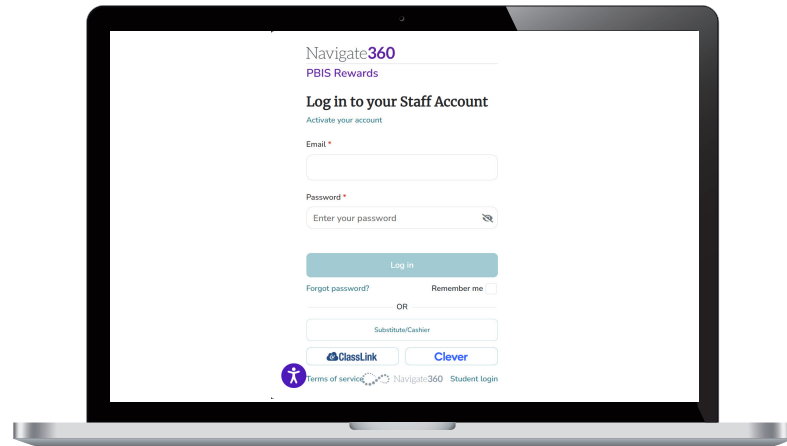 Navigate360
PBIS Rewards
Log in to your Staff Account
Activate your account
Email *
Password *
Enter your password
Log in
Forgot password? Remember me
OR
Substitute/Cashier
ClassLink Clever
Terms of service Navigate360 Student login